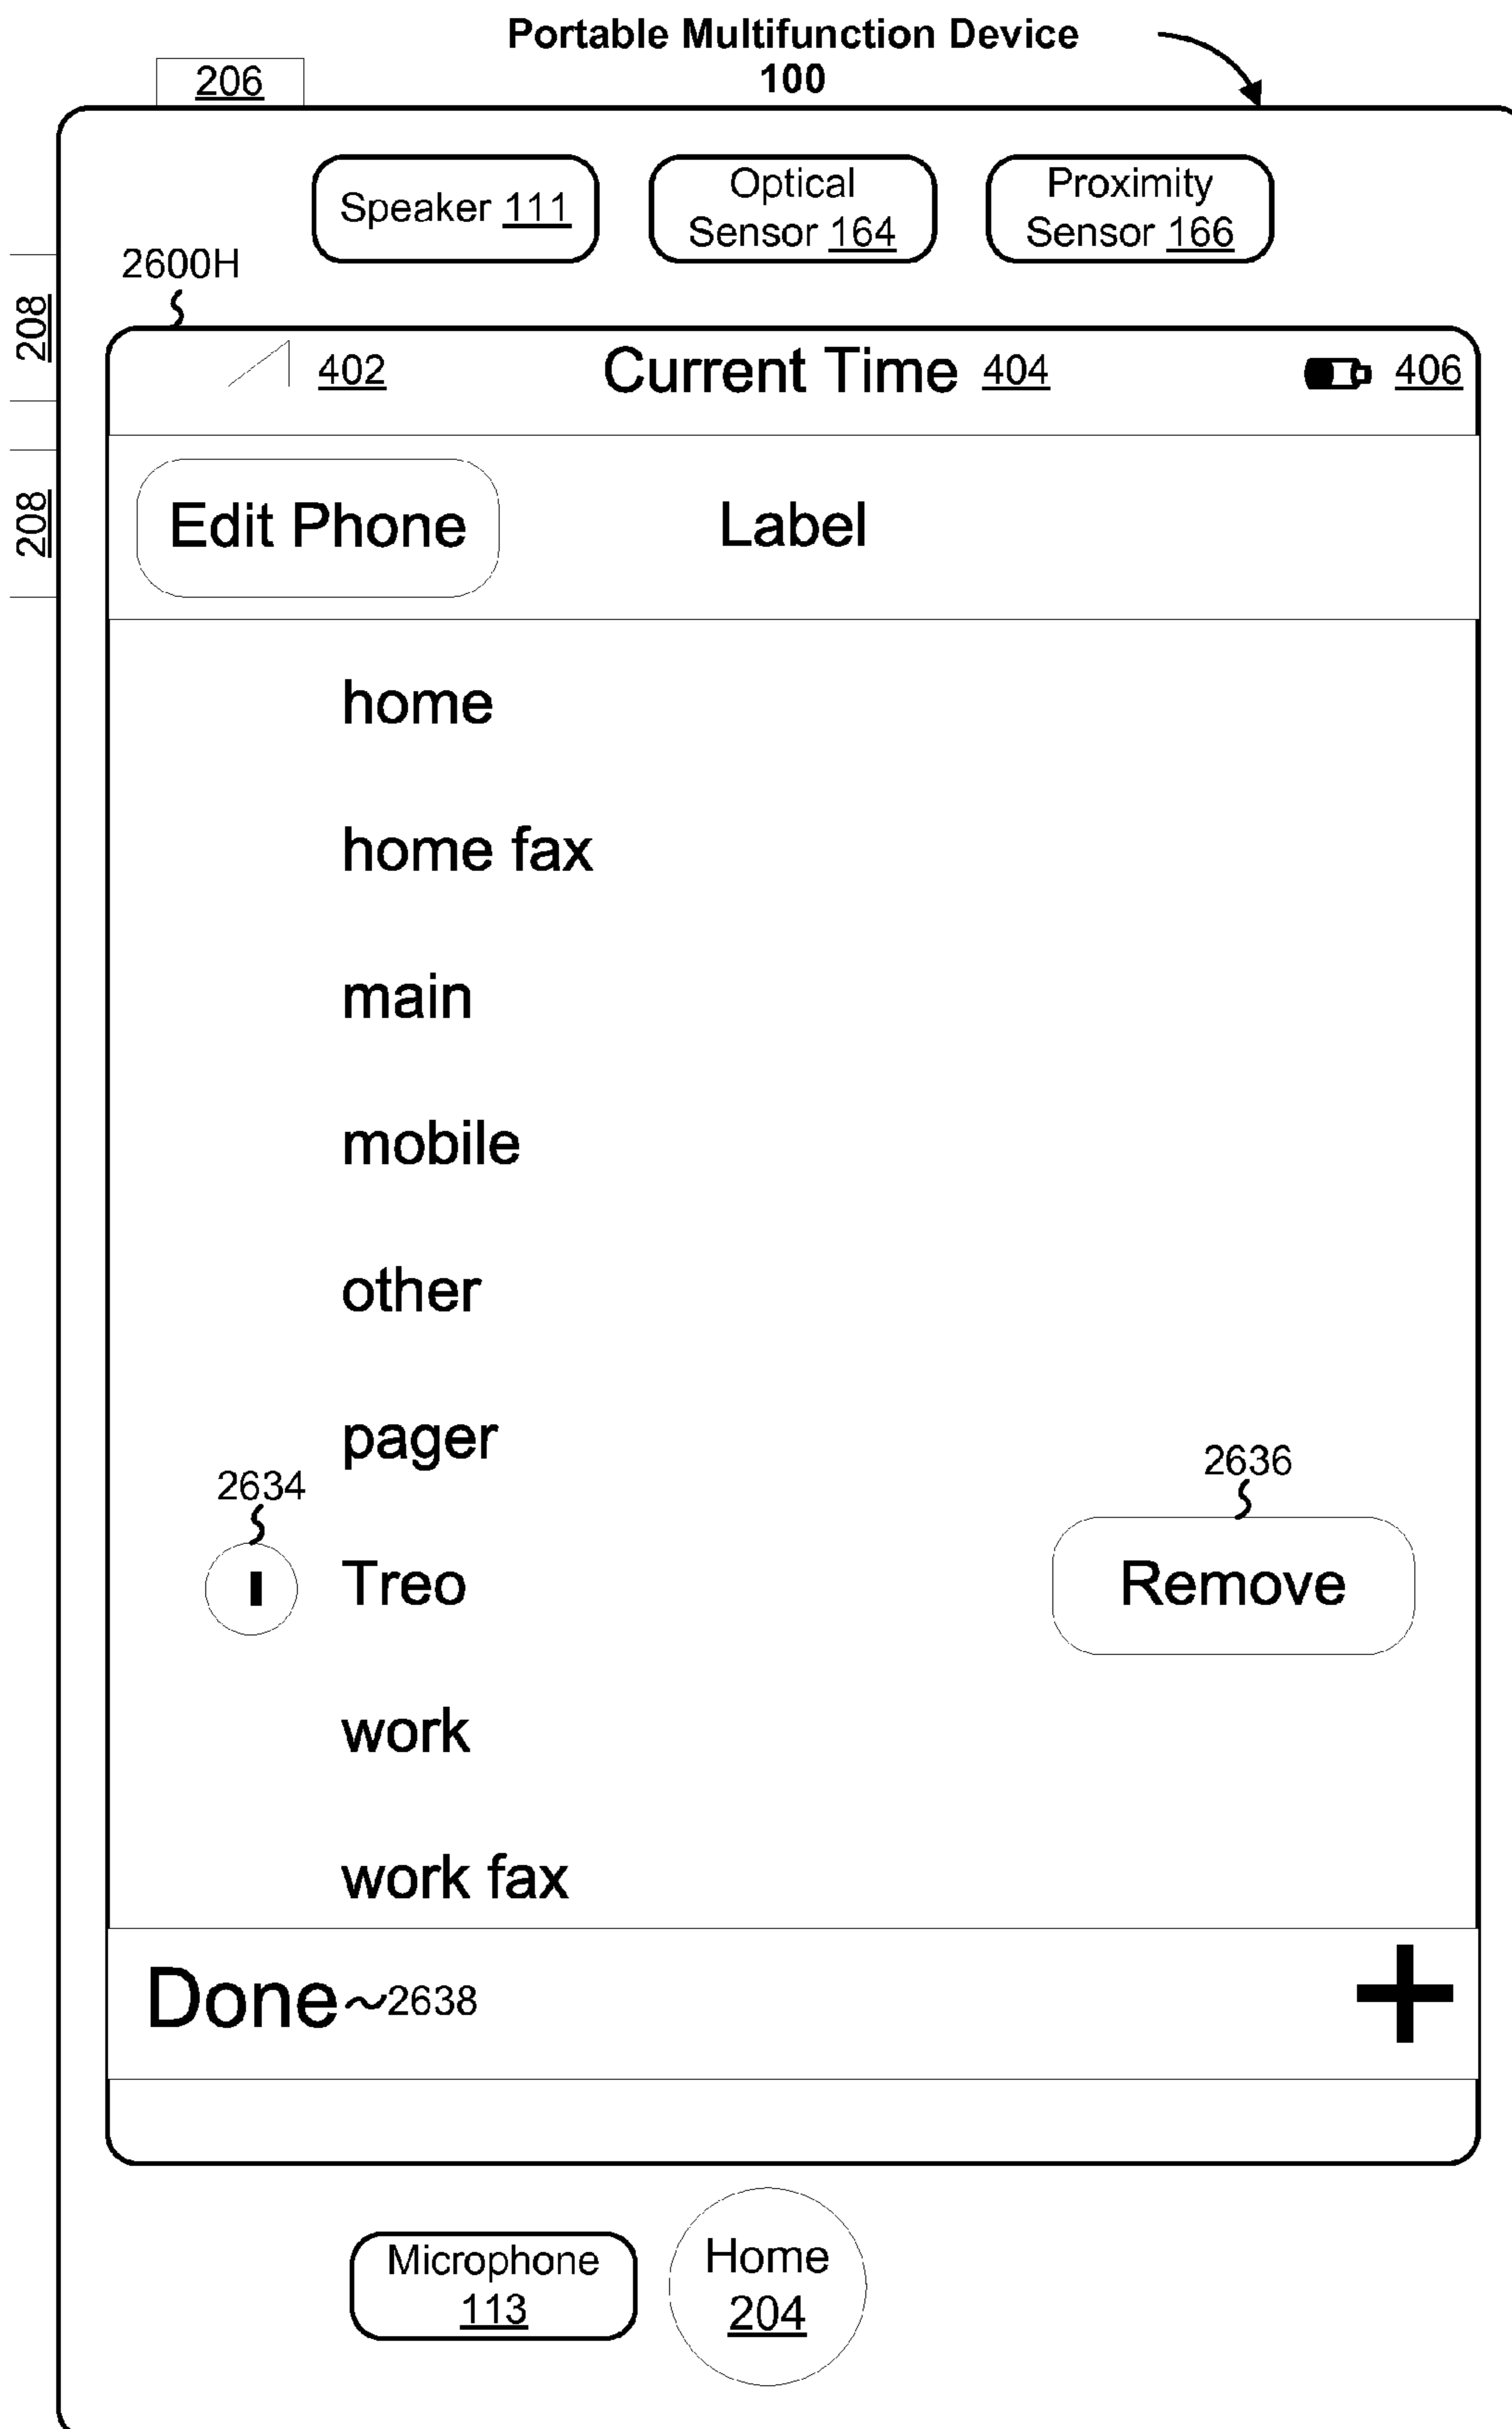 Portable Multifunction Device
100
206
Speaker 111
Optical
Sensor 164
Proximity
Sensor 166
2600H
208
208
402
Current Time 404
406
Edit Phone
Label
home
home fax
main
mobile
other
pager
2634
2636
Treo
Remove
work
work fax
Done
2638
+
Microphone
113
Home
204